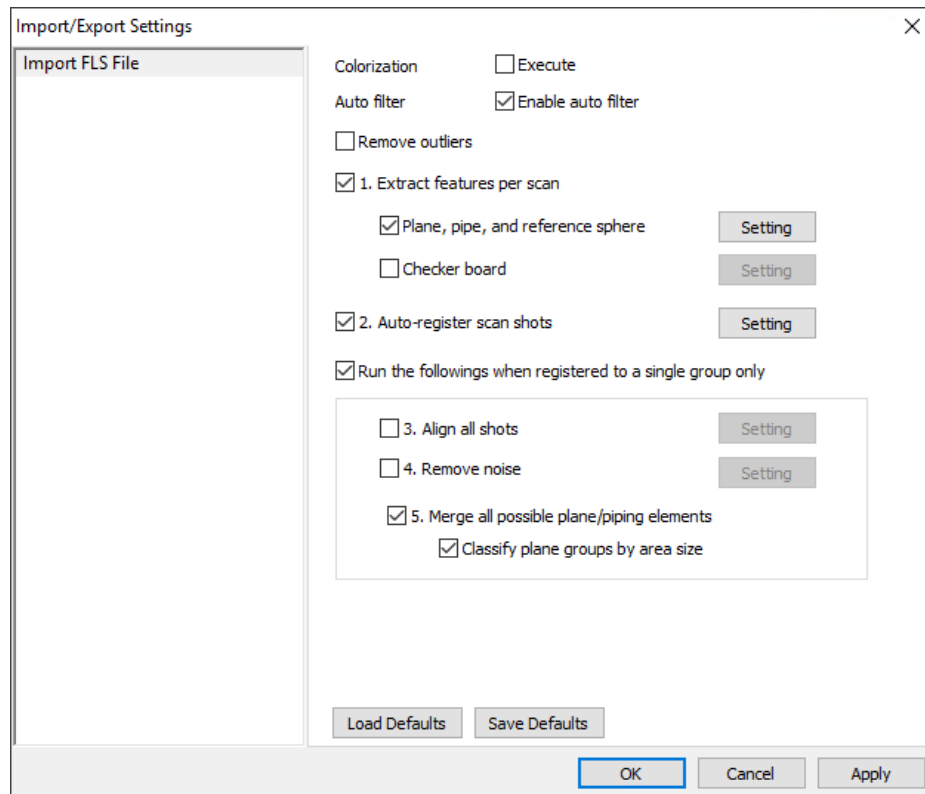 Import/Export Settings
Import FLS File
Colorization Execute
Auto filter Enable auto filter
Remove outliers
1. Extract features per scan
Plane, pipe, and reference sphere Setting
Checker board Setting
2. Auto-register scan shots Setting
Run the followings when registered to a single group only
3. Align all shots Setting
4. Remove noise Setting
5. Merge all possible plane/piping elements
Classify plane groups by area size
Load Defaults Save Defaults
OK Cancel Apply